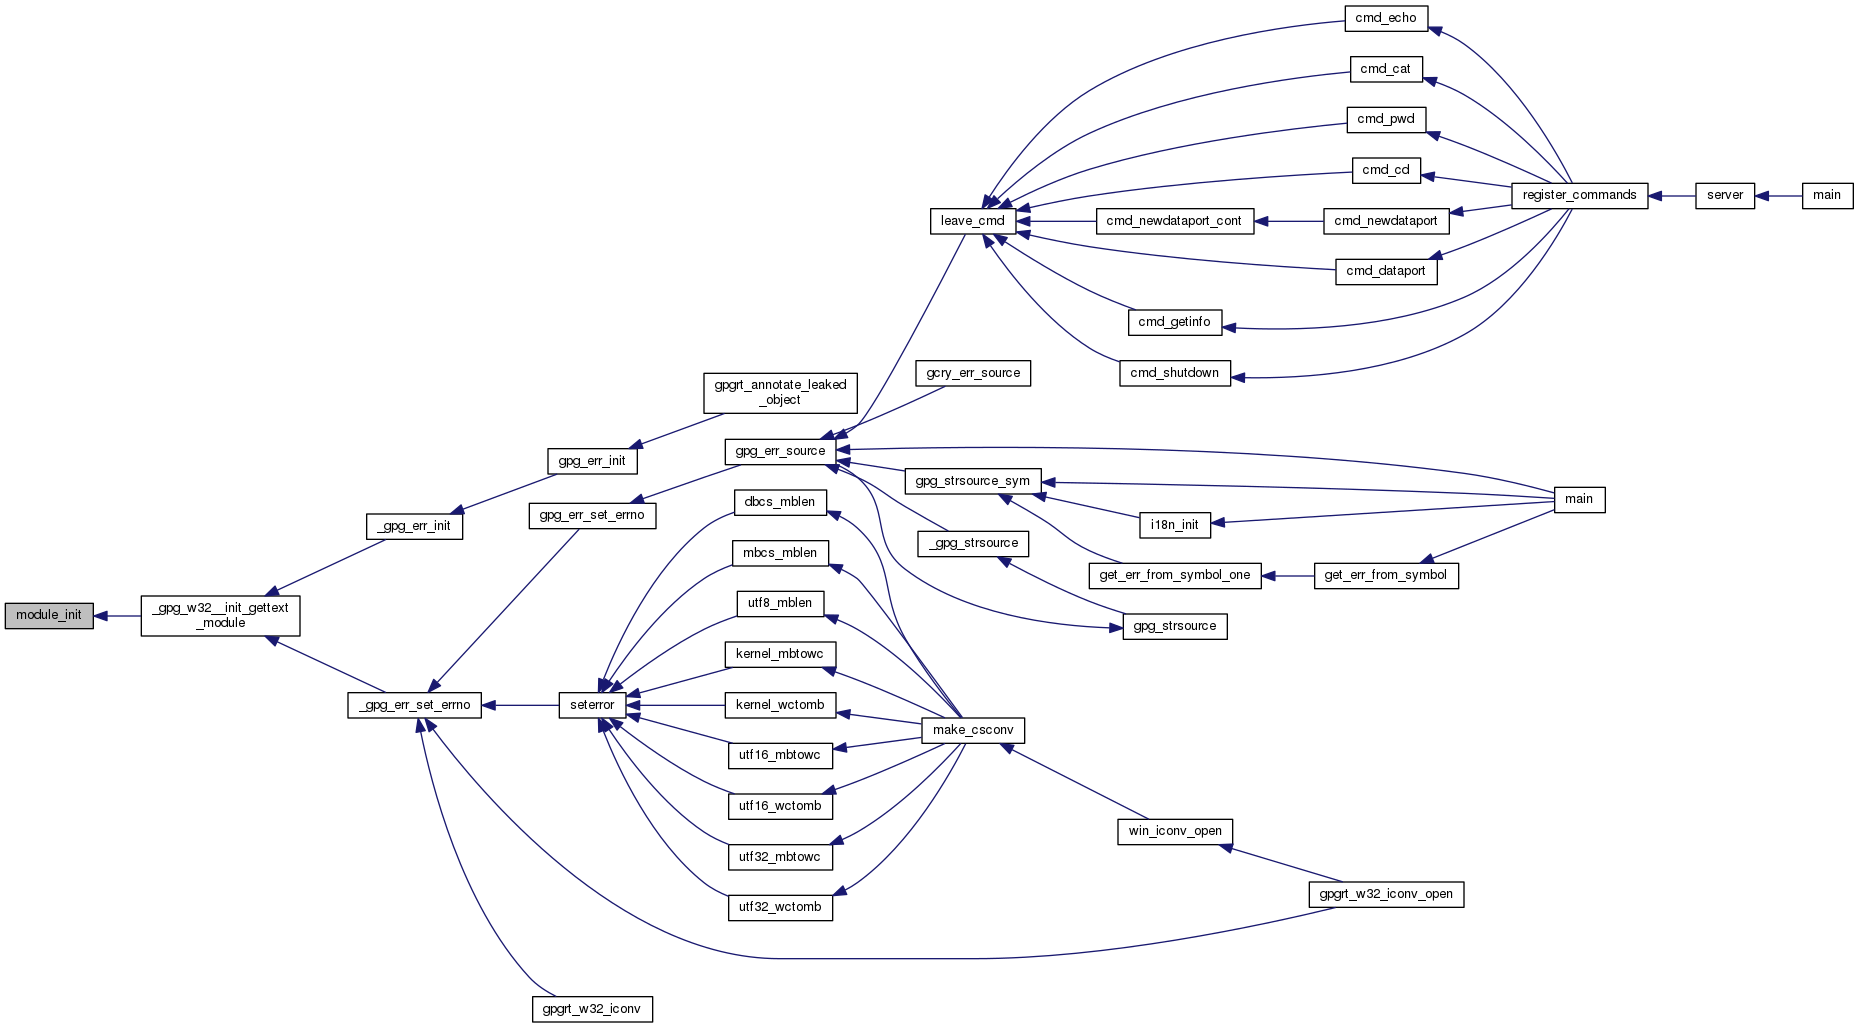 cmd_echo
cmd_cat
cmd_pwd
cmd_cd
register_commands
server
main
leave_cmd
cmd_newdataport_cont
cmd_newdataport
cmd_dataport
cmd_getinfo
cmd_shutdown
gcry_err_source
gpgrt_annotate_leaked
_object
gpg_err_source
gpg_err_init
gpg_strsource_sym
main
dbcs_mblen
gpg_err_set_errno
_gpg_err_init
i18n_init
_gpg_strsource
mbcs_mblen
get_err_from_symbol_one
get_err_from_symbol
utf8_mblen
module_init
_gpg_w32__init_gettext
_module
gpg_strsource
kernel_mbtowc
_gpg_err_set_errno
seterror
kernel_wctomb
make_csconv
utf16_mbtowc
utf16_wctomb
win_iconv_open
utf32_mbtowc
gpgrt_w32_iconv_open
utf32_wctomb
gpgrt_w32_iconv